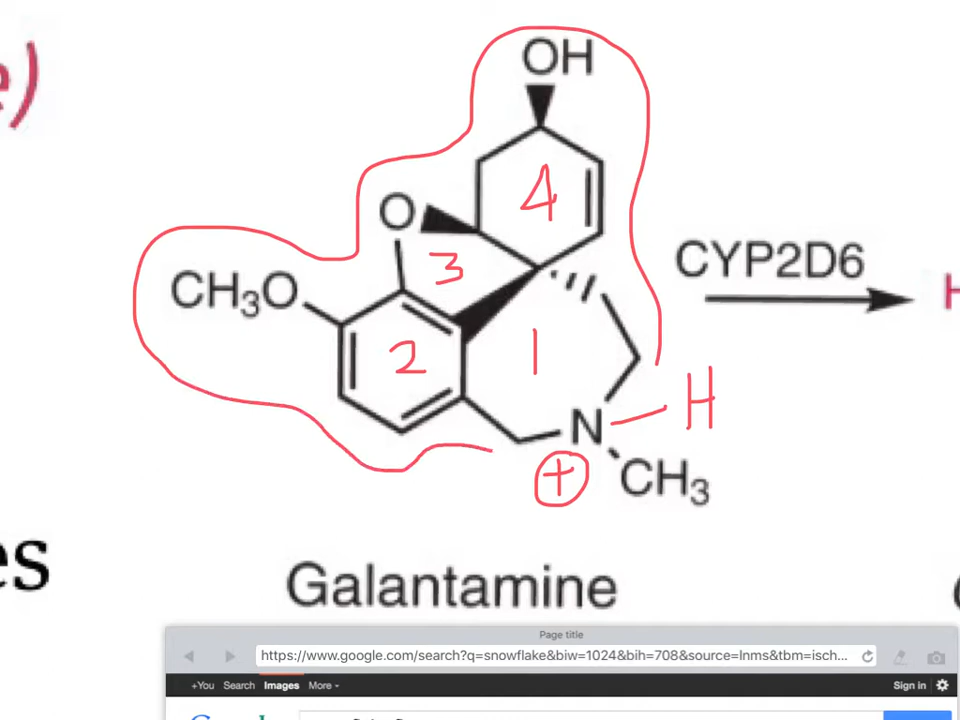 e)
OH
4
O
CYP2D6
3
CH₃O
H
1
2
H
N
+
CH₃
es
Galantamine
Page title
https://www.google.com/search?q=snowflake&biw=1024&bih=708&source=lnms&tbm=isch...
+You Search Images More Sign in